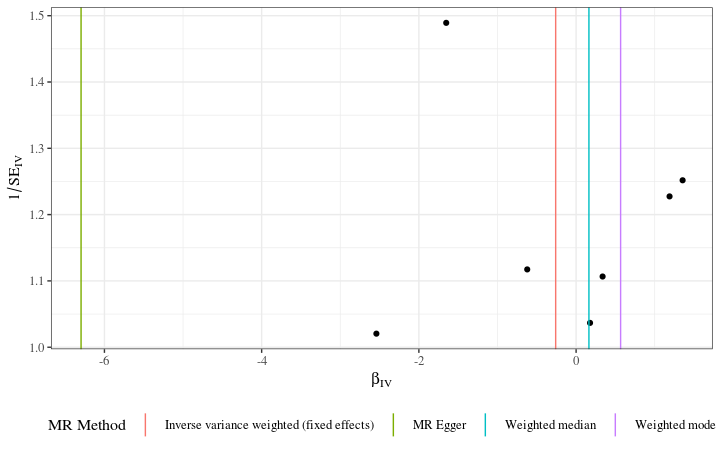 1.5
1.4
1.3
1.2
1.1
1.0
1/SE_IV
-6
-4
-2
0
β_IV
MR Method
Inverse variance weighted (fixed effects)
MR Egger
Weighted median
Weighted mode